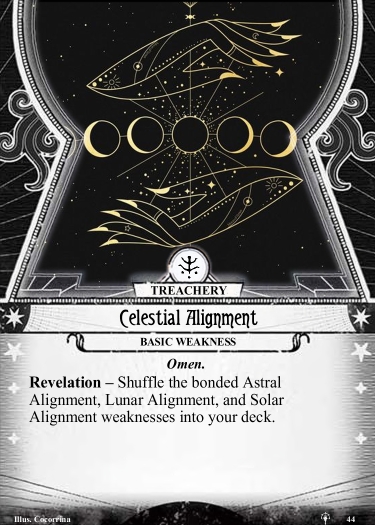 TREACHERY
Celestial Alignment
BASIC WEAKNESS
Omen.
Revelation – Shuffle the bonded Astral
Alignment, Lunar Alignment, and Solar
Alignment weaknesses into your deck.
Illus. Cocorrina
44